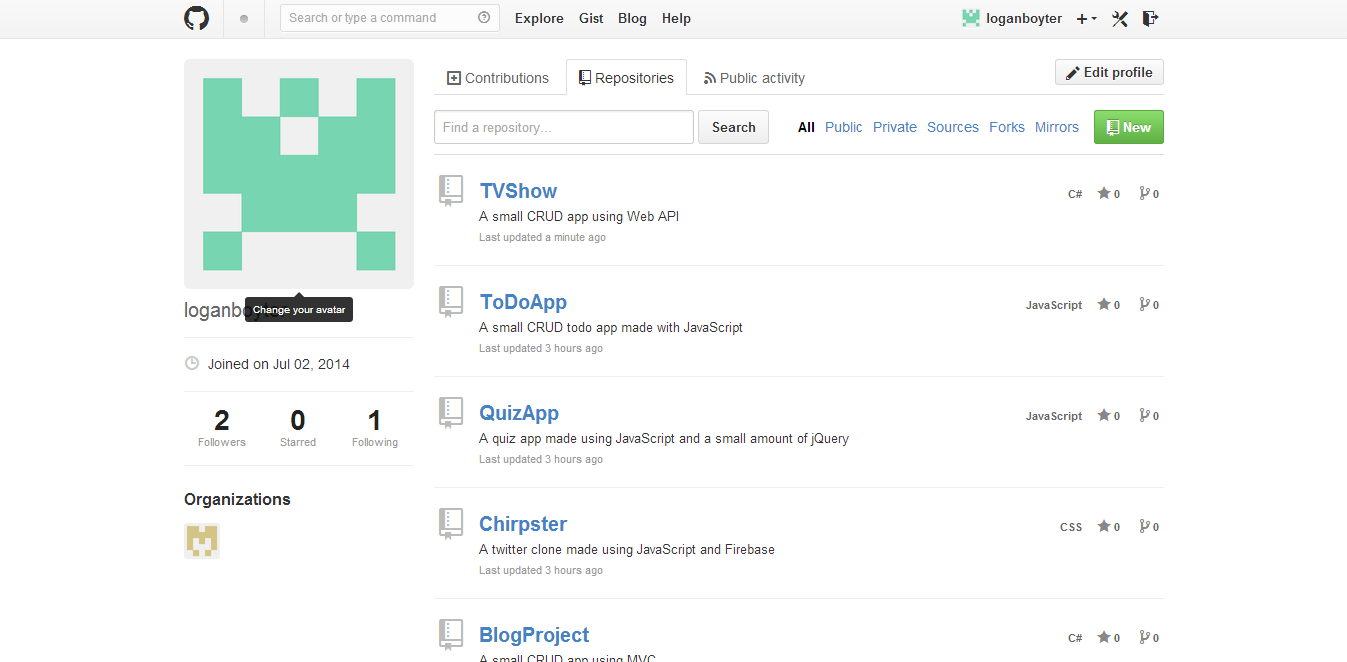 Search or type a command
Explore Gist Blog Help
loganboyter
Contributions Repositories Public activity
Edit profile
Find a repository...
Search
All Public Private Sources Forks Mirrors
New
Change your avatar
Joined on Jul 02, 2014
2 0 1
Followers Starred Following
Organizations
TVShow
C# 0 0
A small CRUD app using Web API
Last updated a minute ago
ToDoApp
JavaScript 0 0
A small CRUD todo app made with JavaScript
Last updated 3 hours ago
QuizApp
JavaScript 0 0
A quiz app made using JavaScript and a small amount of jQuery
Last updated 3 hours ago
Chirpster
CSS 0 0
A twitter clone made using JavaScript and Firebase
Last updated 3 hours ago
BlogProject
C# 0 0
A small CRUD app using MVC